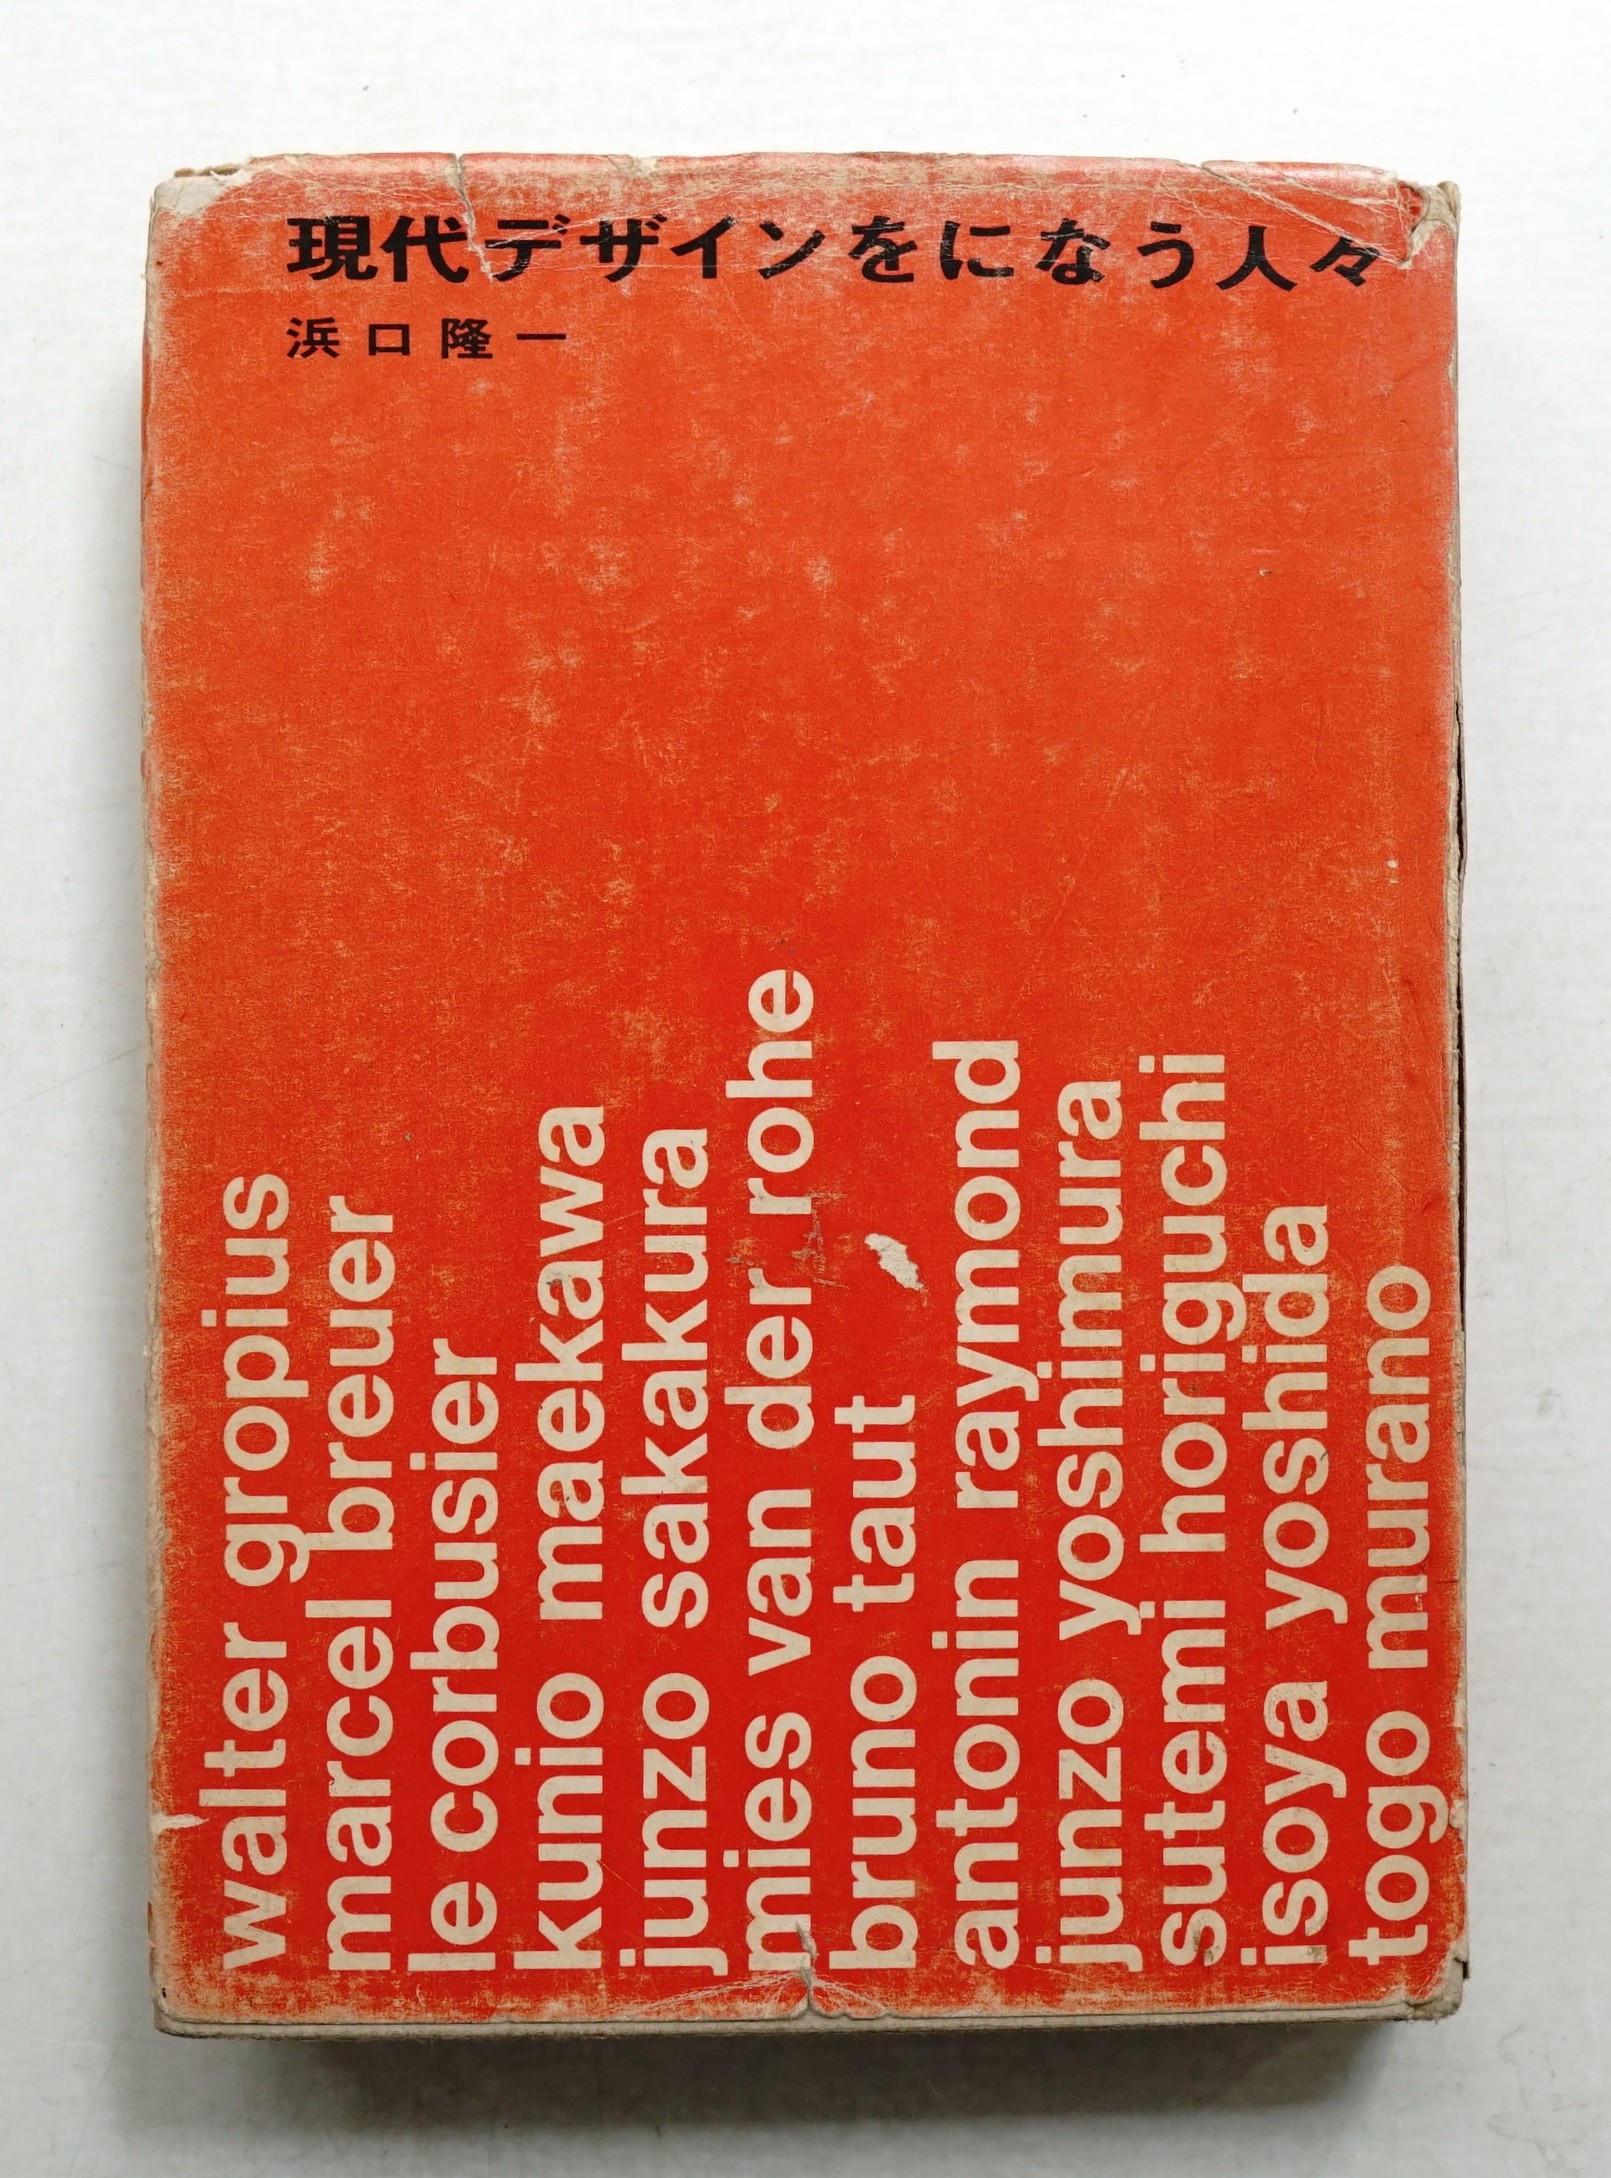 現代デザインをになう人々
浜口隆一
walter gropius
marcel breuer
le corbusier
kunio maekawa
junzo sakakura
mies van der rohe
bruno taut
antonin raymond
junzo yoshimura
sutemi horiguchi
isoya yoshida
togo murano